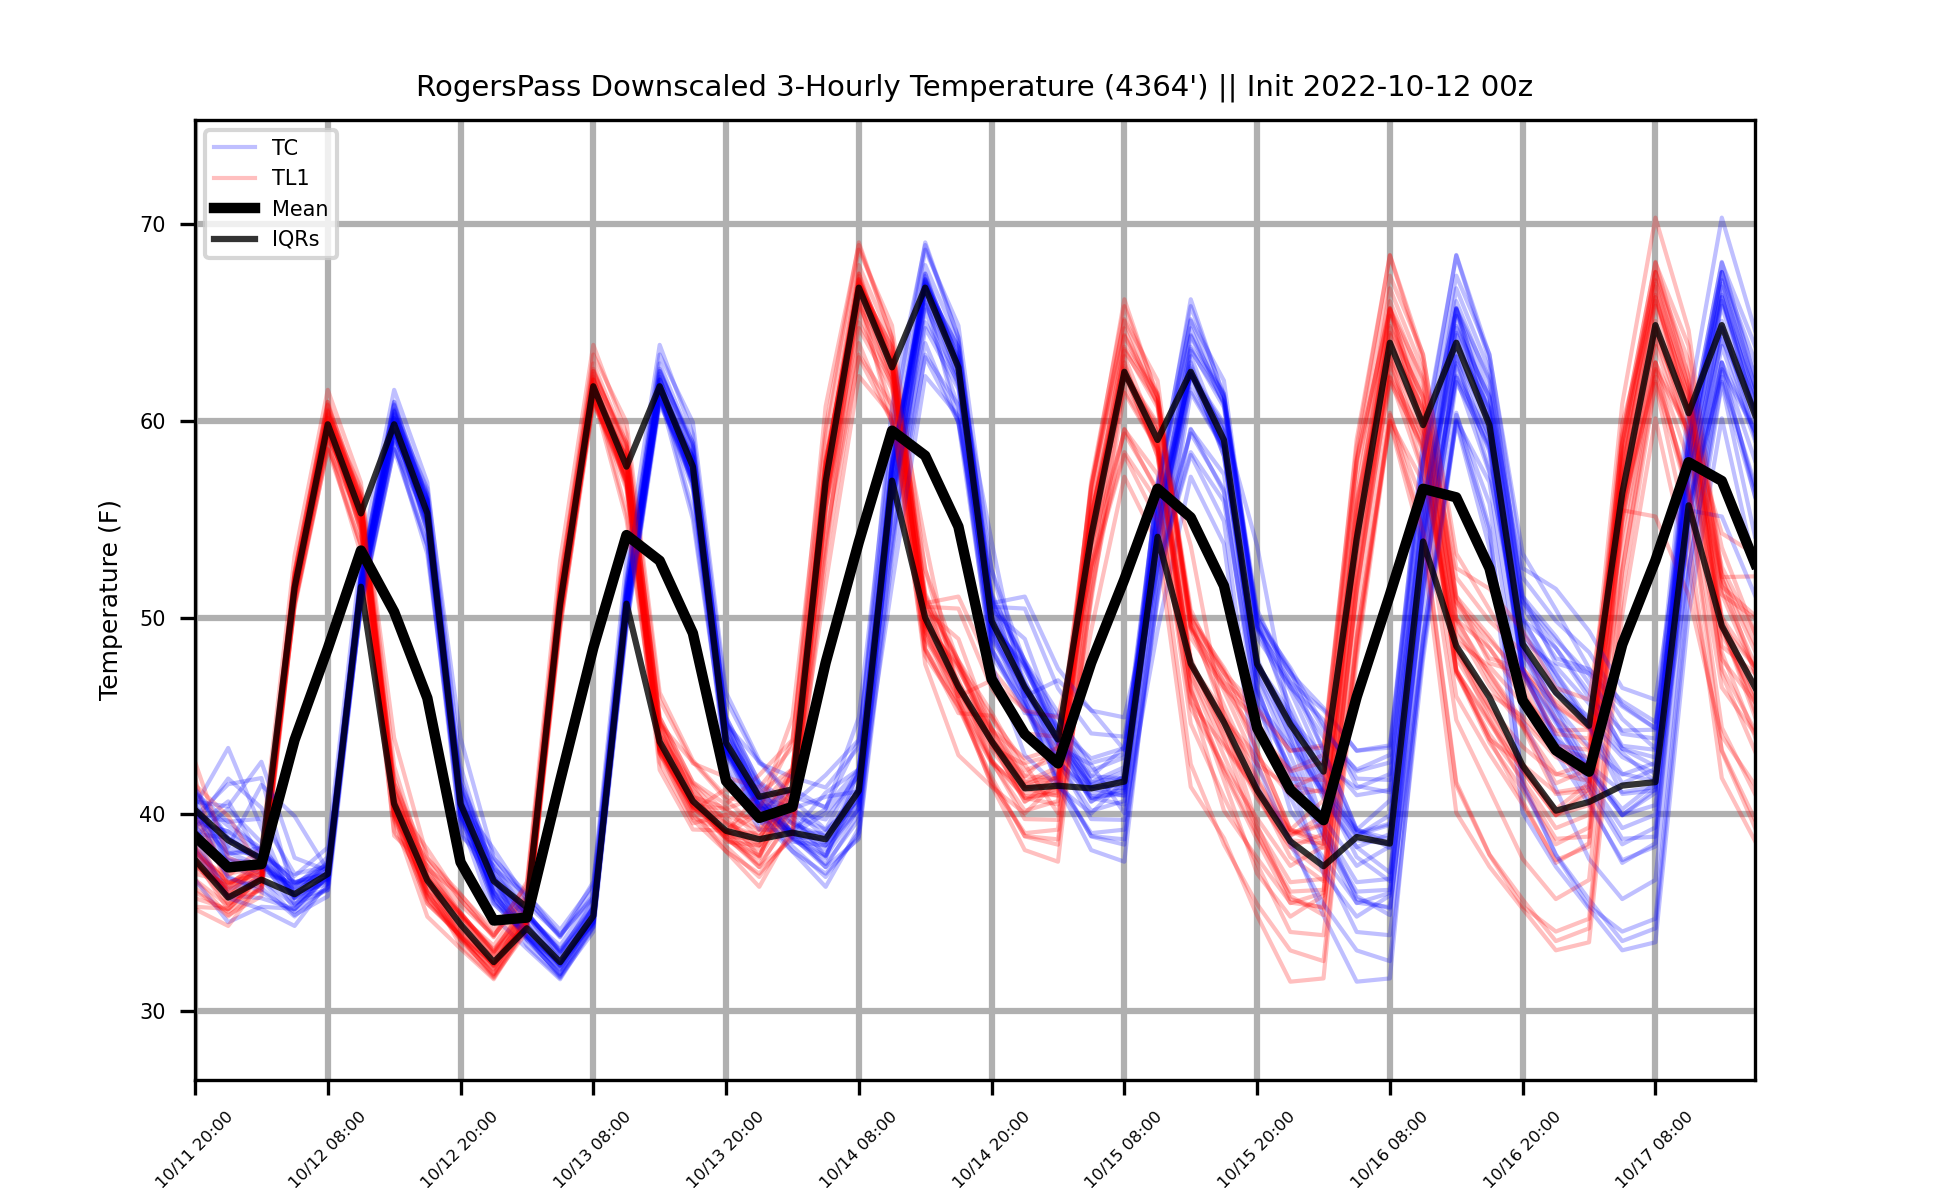 RogersPass Downscaled 3-Hourly Temperature (4364') || Init 2022-10-12 00z
TC
TL1
Mean
IQRs
Temperature (F)
70
60
50
40
30
10/11 20:00
10/12 08:00
10/12 20:00
10/13 08:00
10/13 20:00
10/14 08:00
10/14 20:00
10/15 08:00
10/15 20:00
10/16 08:00
10/16 20:00
10/17 08:00